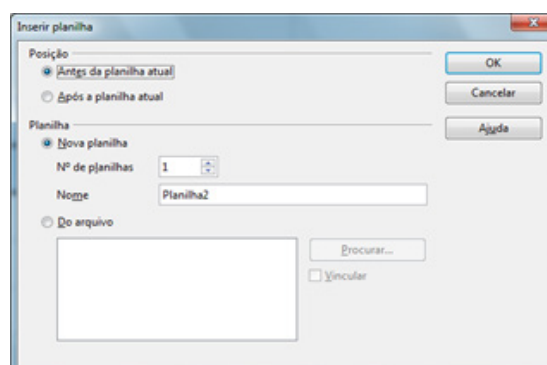 Inserir planilha
Posição
Antes da planilha atual
Após a planilha atual
OK
Cancelar
Ajuda
Planilha
Nova planilha
Nº de planilhas 1
Nome Planilha2
Do arquivo
Procurar...
Vincular